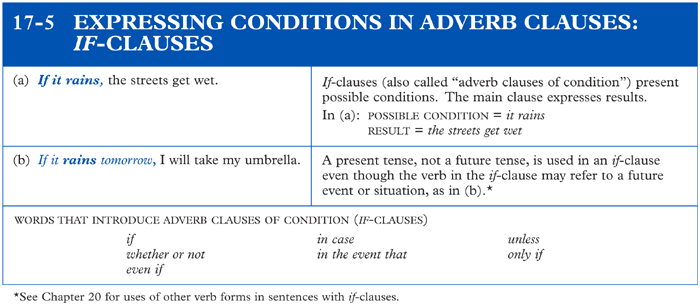 17-5 EXPRESSING CONDITIONS IN ADVERB CLAUSES:
IF-CLAUSES
(a) If it rains, the streets get wet.
If-clauses (also called “adverb clauses of condition”) present
possible conditions. The main clause expresses results.
In (a): POSSIBLE CONDITION = it rains
RESULT = the streets get wet
(b) If it rains tomorrow, I will take my umbrella.
A present tense, not a future tense, is used in an if-clause
even though the verb in the if-clause may refer to a future
event or situation, as in (b).*
WORDS THAT INTRODUCE ADVERB CLAUSES OF CONDITION (IF-CLAUSES)
if in case unless
whether or not in the event that only if
even if
*See Chapter 20 for uses of other verb forms in sentences with if-clauses.